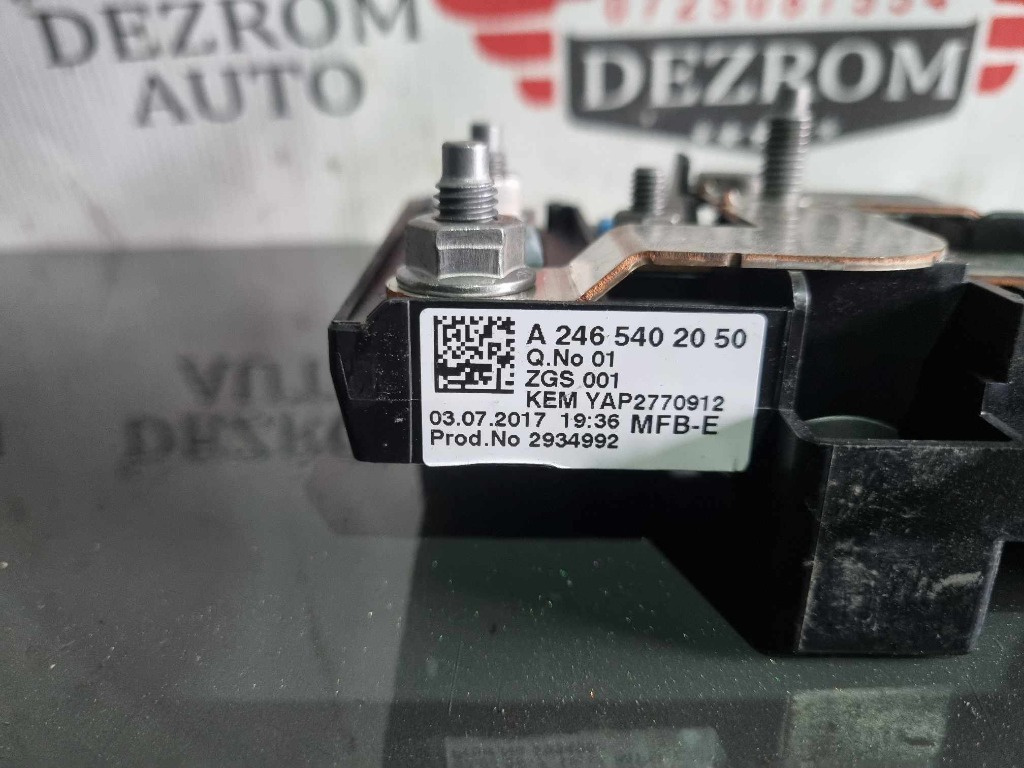 DEZROM
AUTO
DEZROM
A 246 540 20 50
Q.No 01
ZGS 001
KEM YAP2770912
03.07.2017 19:36 MFB-E
Prod.No 2934992